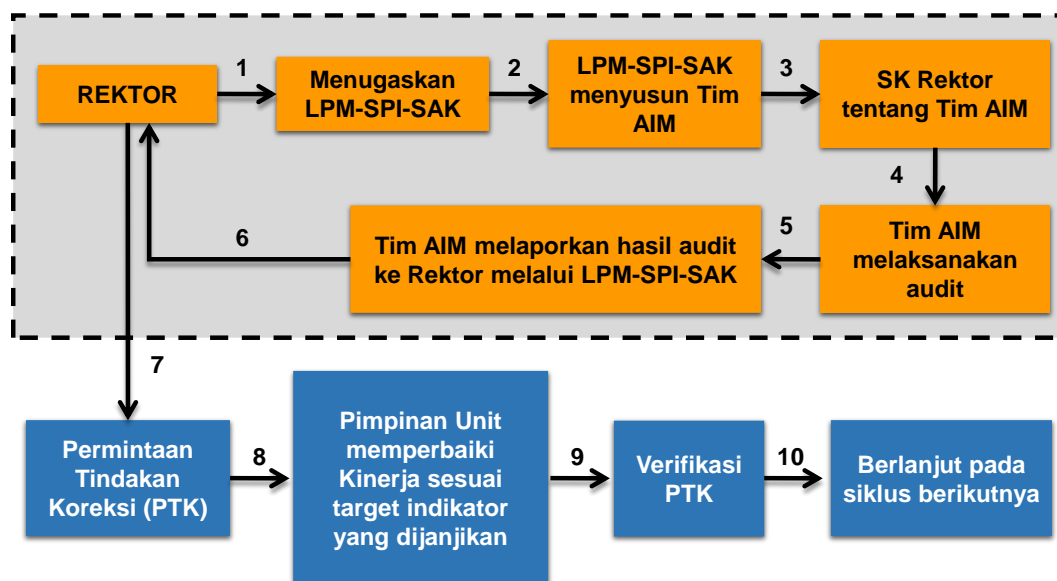 REKTOR
1
Menugaskan
LPM-SPI-SAK
2
LPM-SPI-SAK
menyusun Tim
AIM
3
SK Rektor
tentang Tim AIM
4
Tim AIM
melaksanakan
audit
5
Tim AIM melaporkan hasil audit
ke Rektor melalui LPM-SPI-SAK
6
7
Permintaan
Tindakan
Koreksi (PTK)
8
Pimpinan Unit
memperbaiki
Kinerja sesuai
target indikator
yang dijanjikan
9
Verifikasi
PTK
10
Berlanjut pada
siklus berikutnya